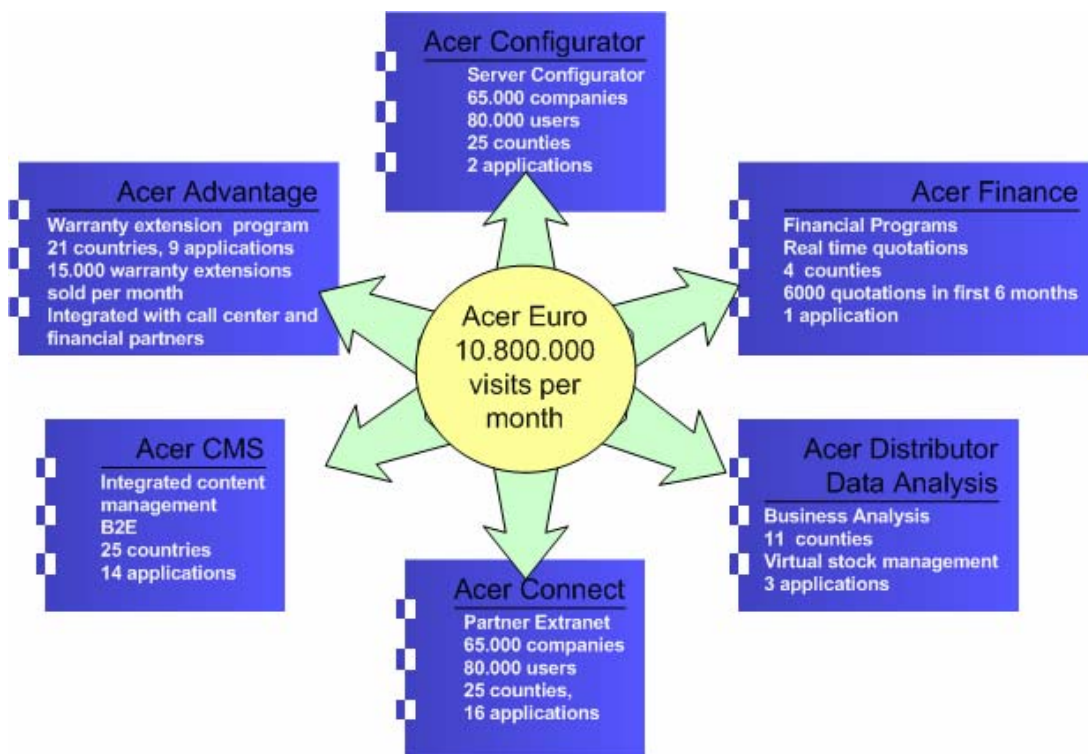 Acer Configurator
Server Configurator
65.000 companies
80.000 users
25 counties
2 applications
Acer Advantage
Warranty extension program
21 countries, 9 applications
15.000 warranty extensions
sold per month
Integrated with call center and
financial partners
Acer Finance
Financial Programs
Real time quotations
4 counties
6000 quotations in first 6 months
1 application
Acer Euro
10.800.000
visits per
month
Acer CMS
Integrated content
management
B2E
25 countries
14 applications
Acer Distributor
Data Analysis
Business Analysis
11 counties
Virtual stock management
3 applications
Acer Connect
Partner Extranet
65.000 companies
80.000 users
25 counties,
16 applications